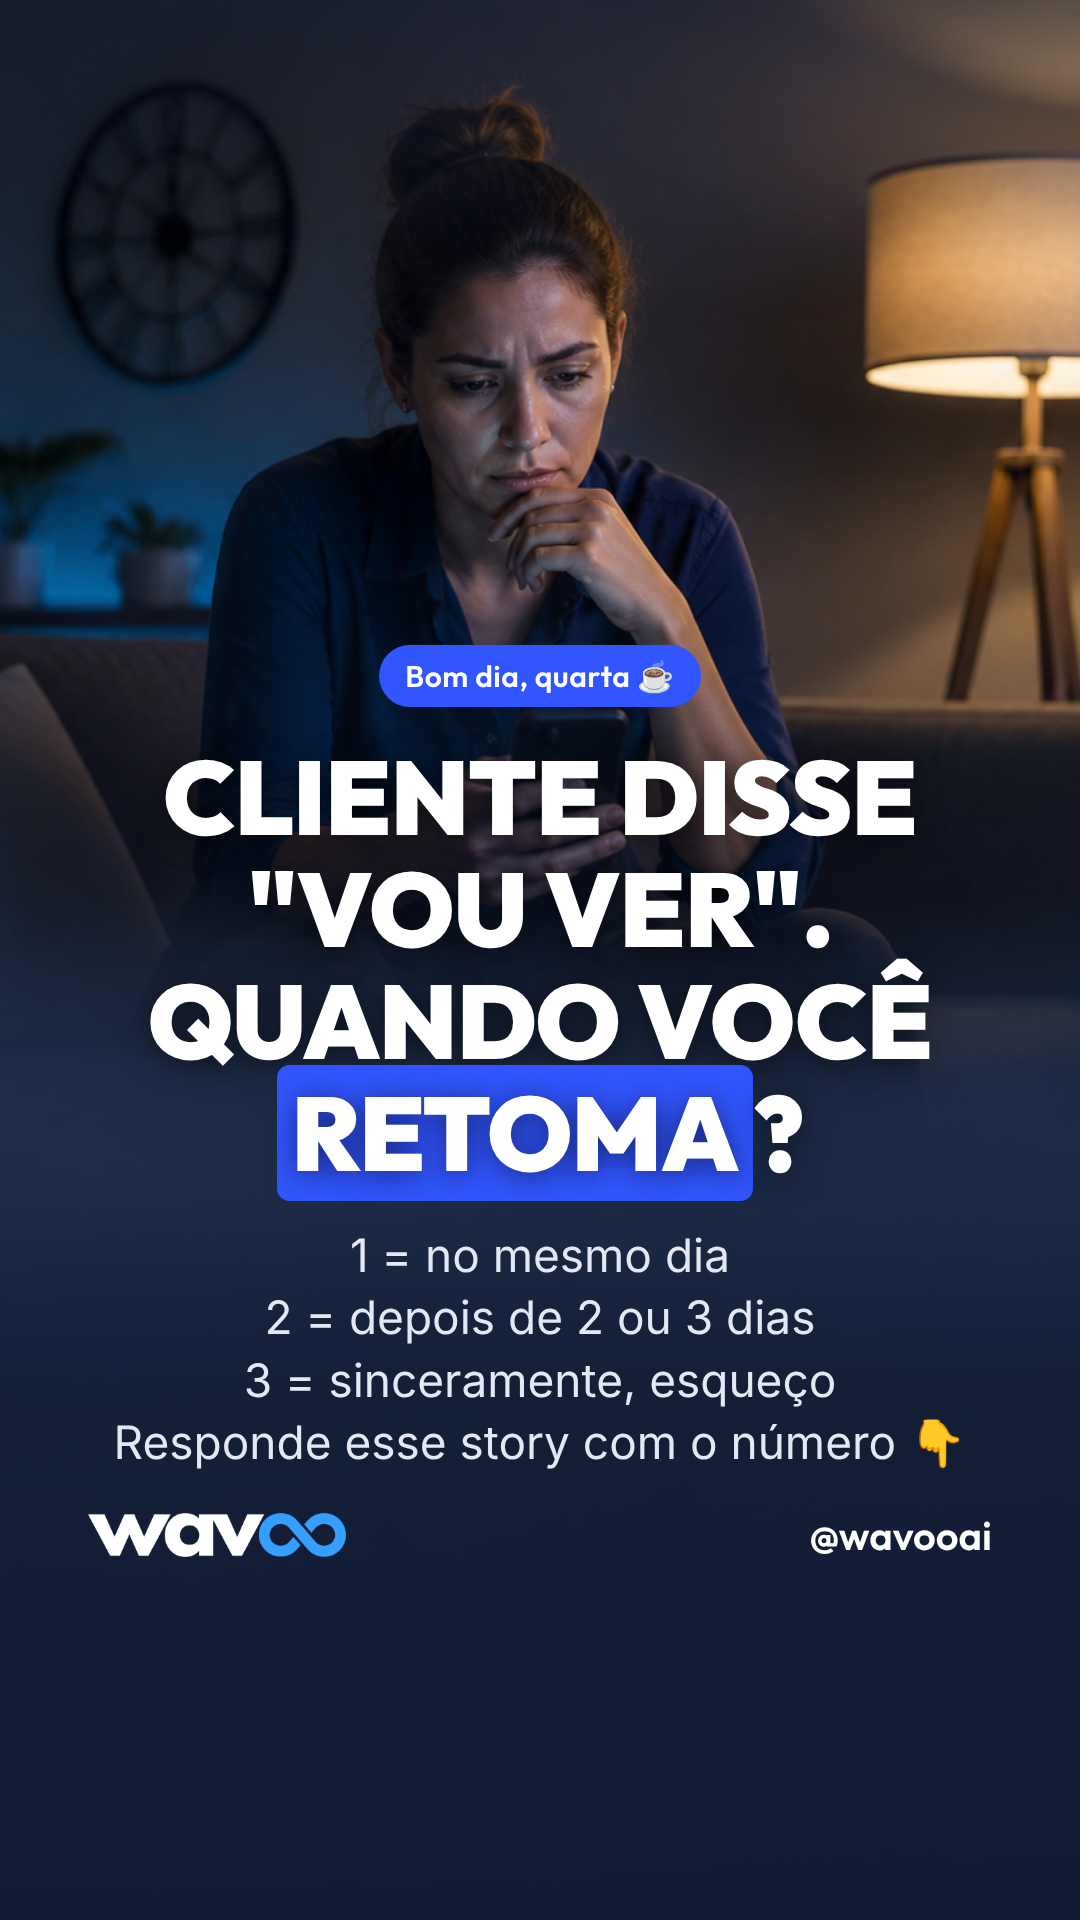 Bom dia, quarta ☕
CLIENTE DISSE
"VOU VER".
QUANDO VOCÊ
RETOMA?
1 = no mesmo dia
2 = depois de 2 ou 3 dias
3 = sinceramente, esqueço
Responde esse story com o número 👇
wavoo
@wavooai